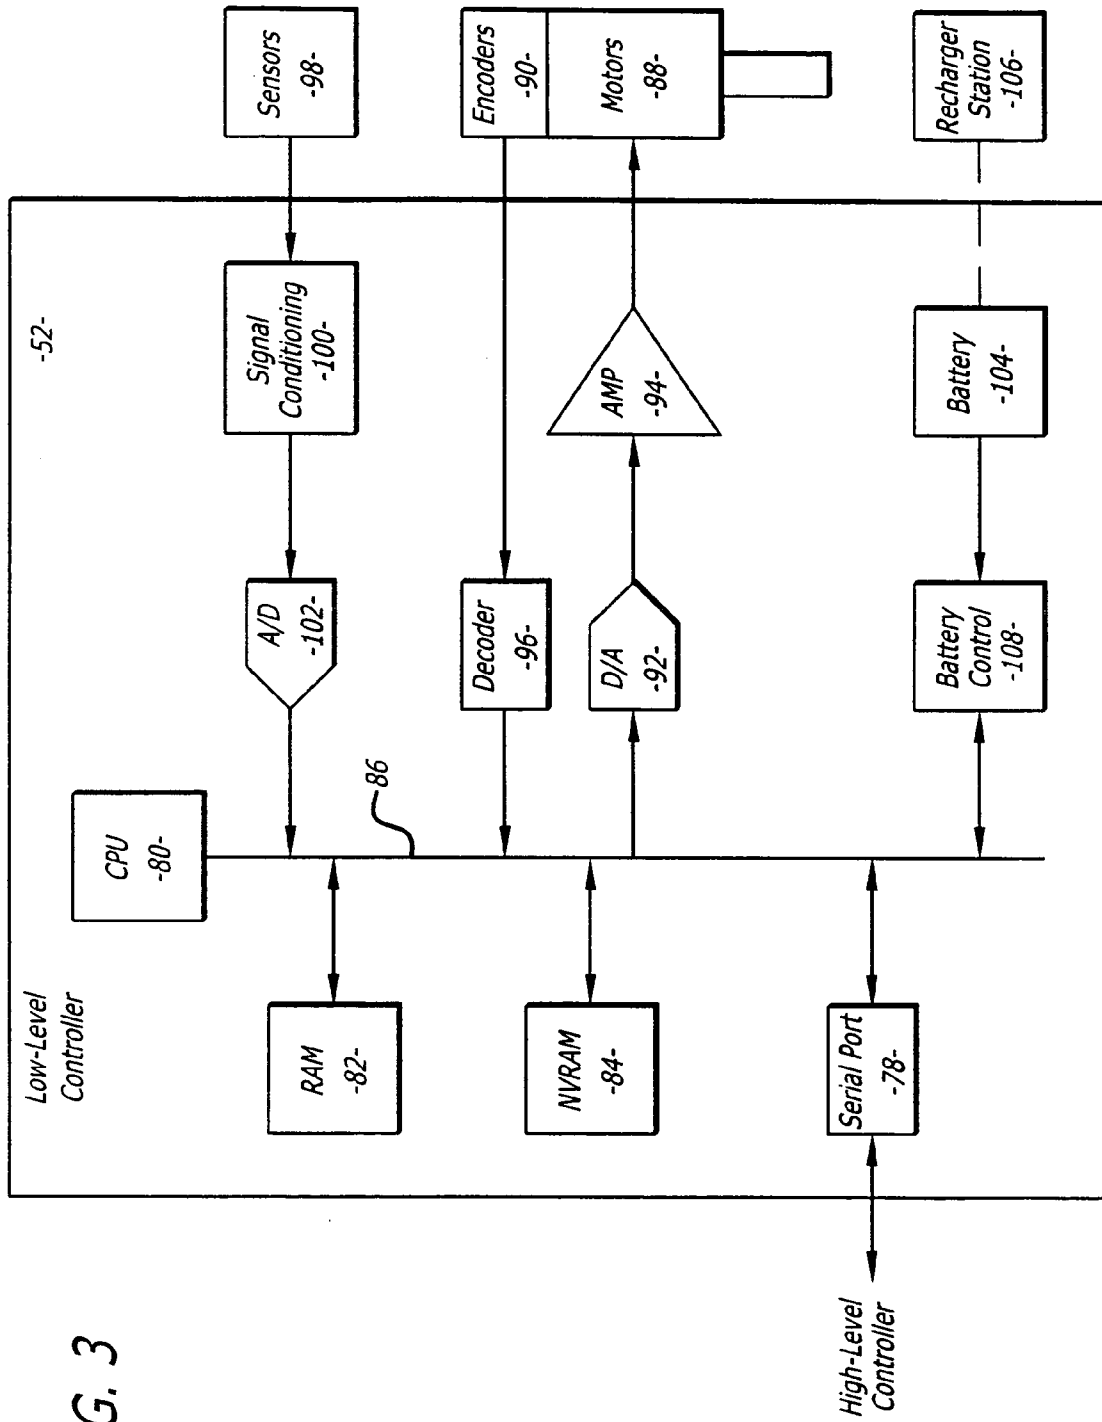 G. 3
Low-Level
Controller
-52-
CPU
-80-
86
RAM
-82-
NVRAM
-84-
Serial Port
-78-
High-Level
Controller
A/D
-102-
Signal
Conditioning
-100-
Sensors
-98-
Decoder
-96-
Encoders
-90-
D/A
-92-
AMP
-94-
Motors
-88-
Battery
Control
-108-
Battery
-104-
Recharger
Station
-106-